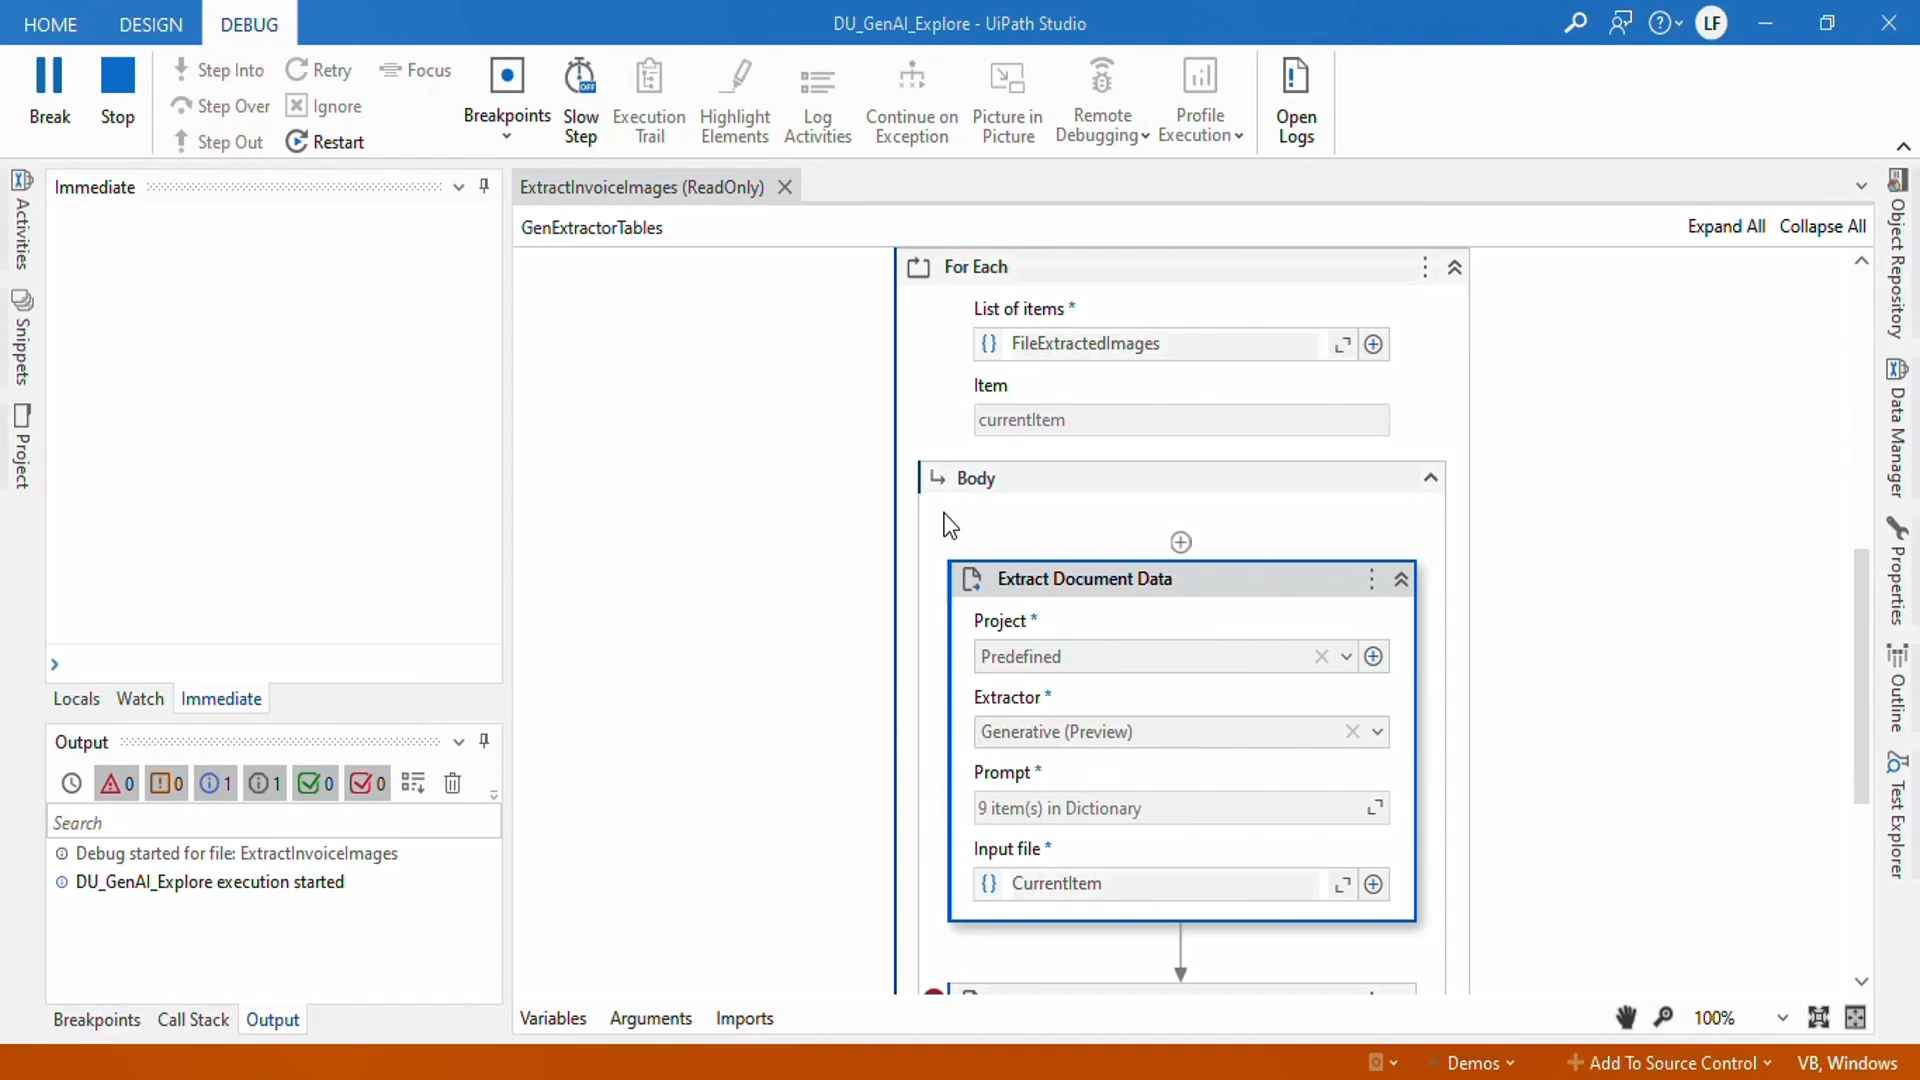 HOME DESIGN DEBUG
DU_GenAI_Explore - UiPath Studio
LF
Break
Stop
Step Into
Step Over
Step Out
Retry
Ignore
Restart
Focus
Breakpoints
OFF
Slow
Step
Execution
Trail
Highlight
Elements
Log
Activities
Continue on
Exception
Picture in
Picture
Remote
Debugging
Profile
Execution
Open
Logs
Activities
Snippets
Project
Immediate
Locals Watch Immediate
Output
0 0 1 1 0 0
Search
Debug started for file: ExtractInvoiceImages
DU_GenAI_Explore execution started
Breakpoints Call Stack Output
ExtractInvoiceImages (ReadOnly)
GenExtractorTables
Expand All Collapse All
For Each
List of items *
{} FileExtractedImages
Item
currentItem
Body
Extract Document Data
Project *
Predefined
Extractor *
Generative (Preview)
Prompt *
9 item(s) in Dictionary
Input file *
{} CurrentItem
Variables Arguments Imports
100%
Object Repository
Data Manager
Properties
Outline
Test Explorer
Demos
Add To Source Control
VB, Windows